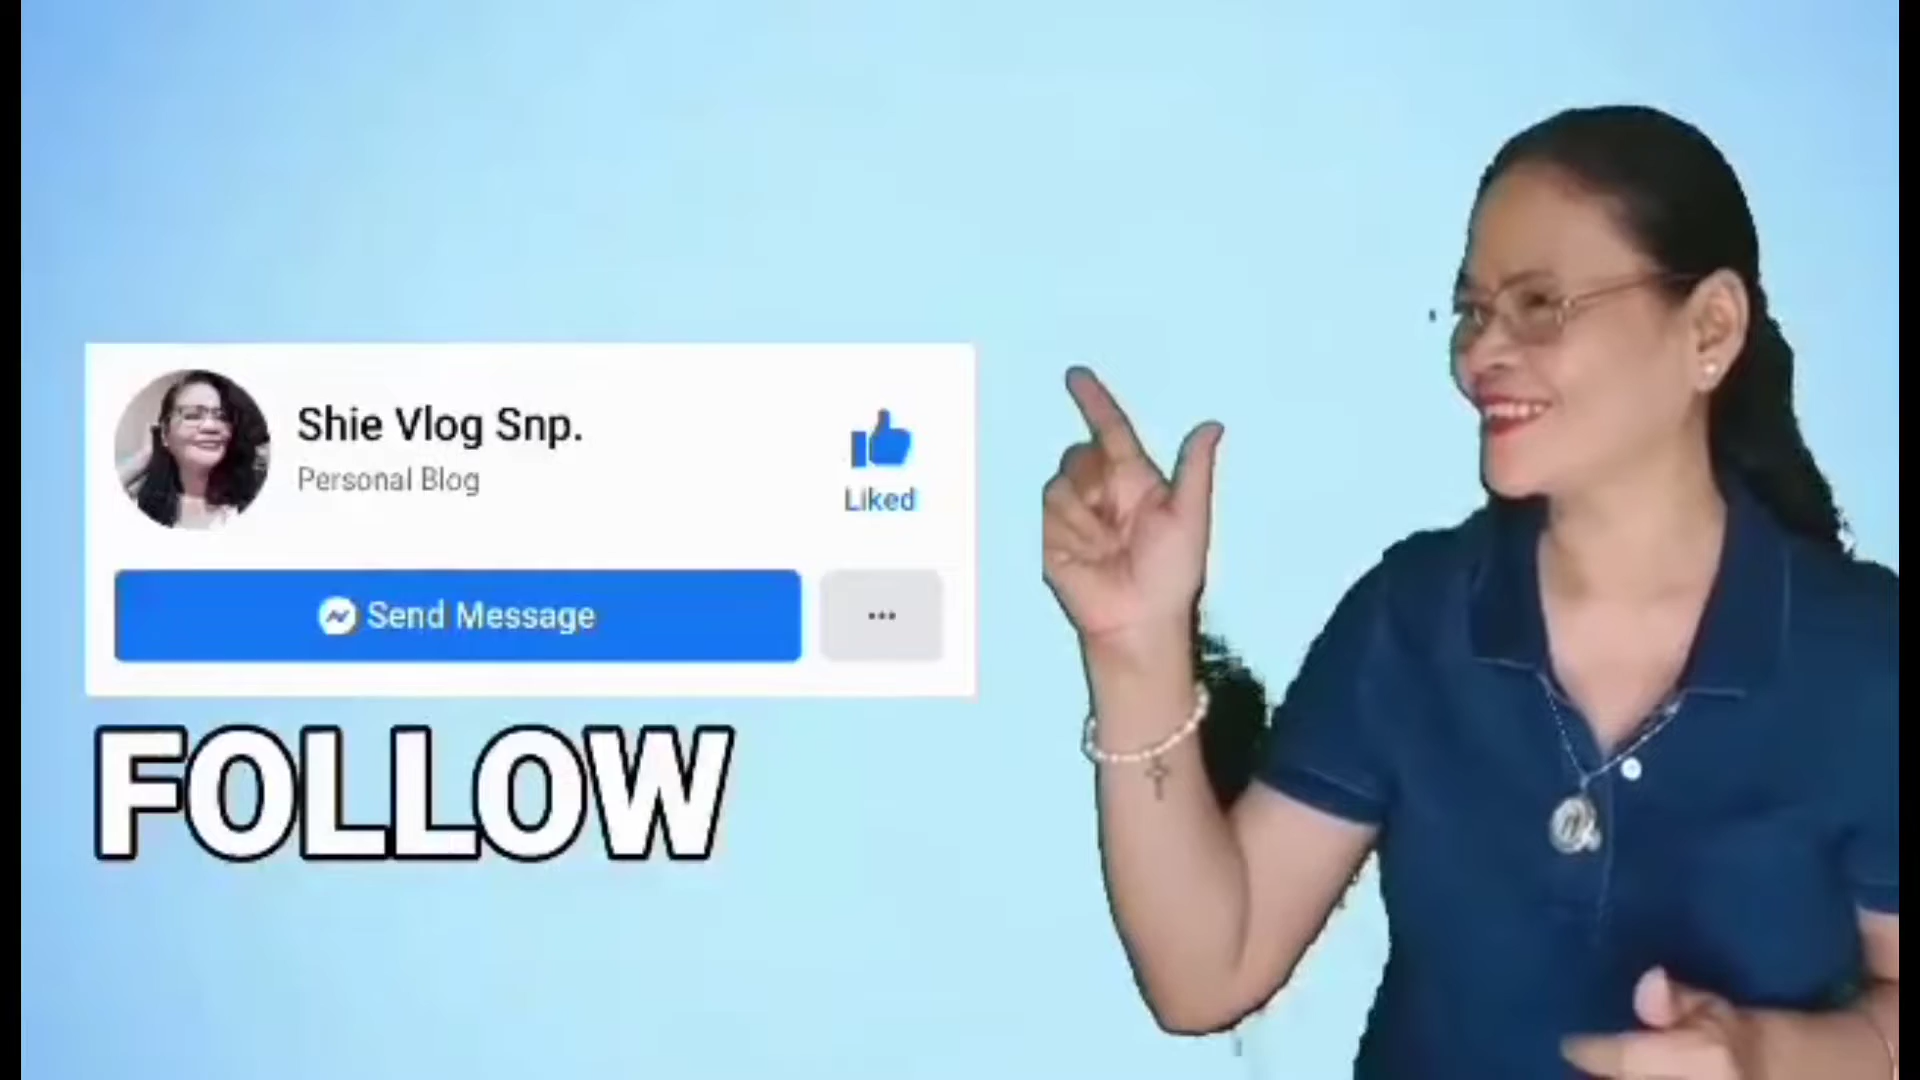 Shie Vlog Snp.
Personal Blog
Liked
Send Message
...
FOLLOW